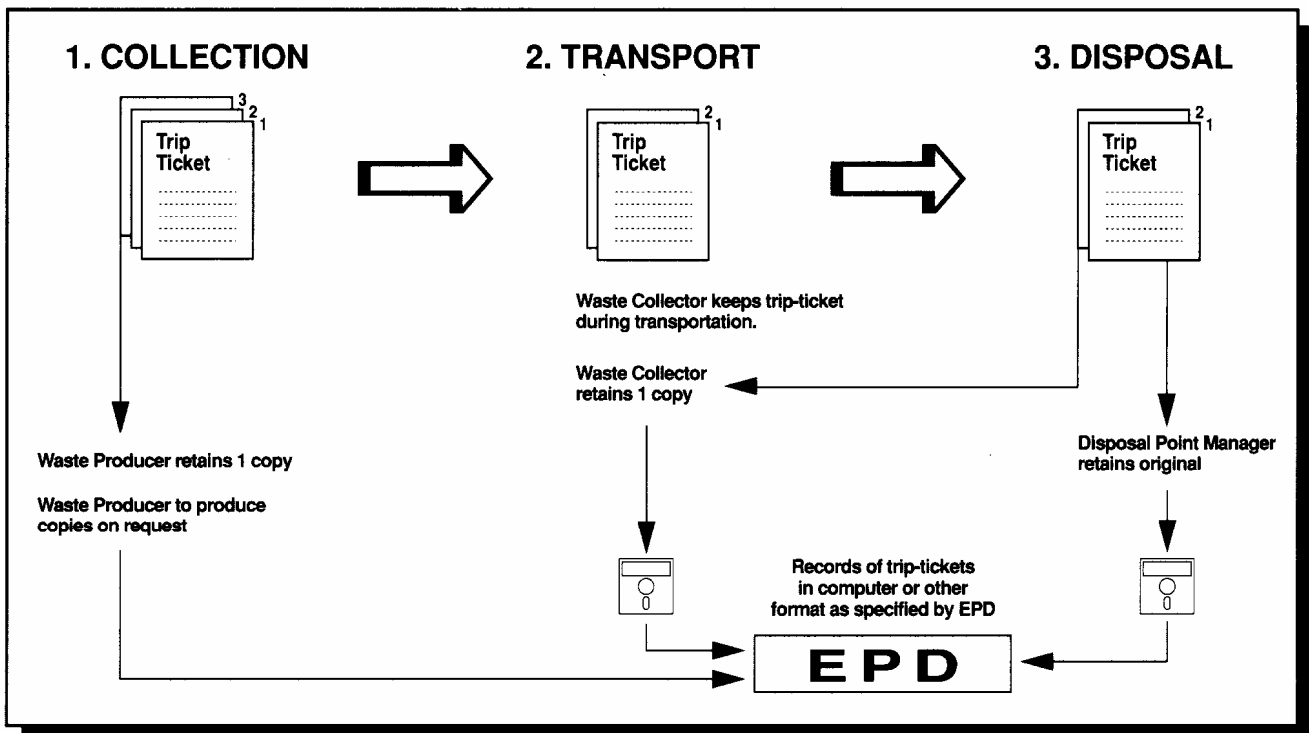 1. COLLECTION
2. TRANSPORT
3. DISPOSAL
3
2
1
Trip
Ticket
2
1
Trip
Ticket
2
1
Trip
Ticket
Waste Collector keeps trip-ticket
during transportation.
Waste Collector
retains 1 copy
Waste Producer retains 1 copy
Waste Producer to produce
copies on request
Disposal Point Manager
retains original
Records of trip-tickets
in computer or other
format as specified by EPD
EPD